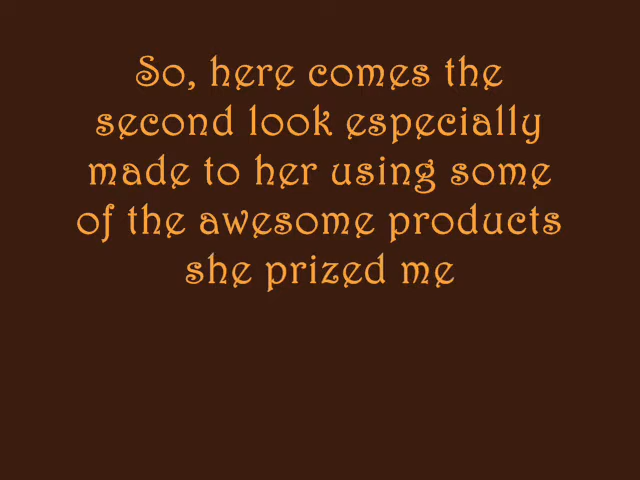 So, here comes the
second look especially
made to her using some
of the awesome products
she prized me